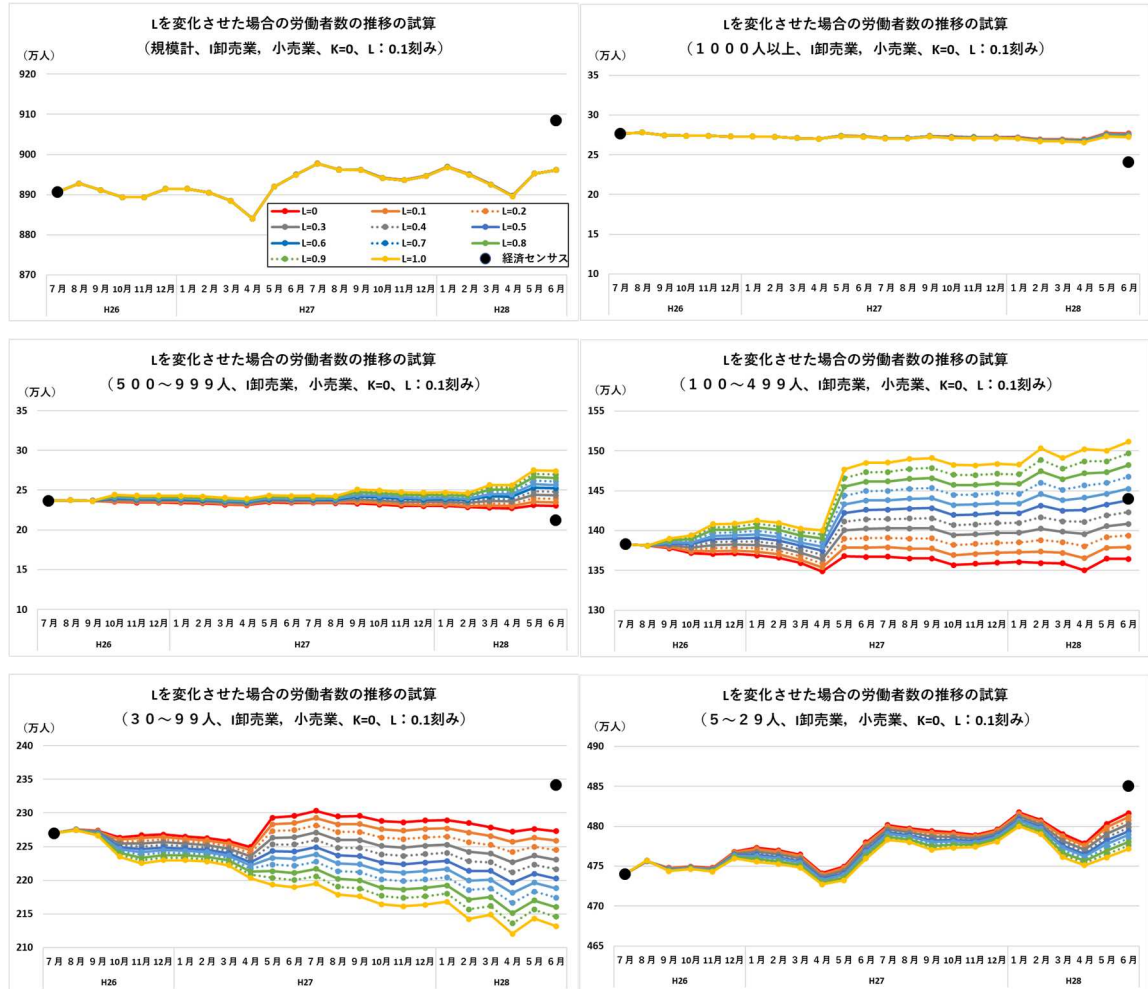 Lを変化させた場合の労働者数の推移の試算
（規模計、I卸売業，小売業、K=0、L：0.1刻み）
（万人）
920
910
900
890
880
870
L=0
L=0.1
L=0.2
L=0.3
L=0.4
L=0.5
L=0.6
L=0.7
L=0.8
L=0.9
L=1.0
経済センサス
7月 8月 9月 10月 11月 12月 1月 2月 3月 4月 5月 6月 7月 8月 9月 10月 11月 12月 1月 2月 3月 4月 5月 6月
H26 H27 H28
Lを変化させた場合の労働者数の推移の試算
（１０００人以上、I卸売業，小売業、K=0、L：0.1刻み）
（万人）
35
30
25
20
15
10
7月 8月 9月 10月 11月 12月 1月 2月 3月 4月 5月 6月 7月 8月 9月 10月 11月 12月 1月 2月 3月 4月 5月 6月
H26 H27 H28
Lを変化させた場合の労働者数の推移の試算
（５００～９９９人、I卸売業，小売業、K=0、L：0.1刻み）
（万人）
35
30
25
20
15
10
7月 8月 9月 10月 11月 12月 1月 2月 3月 4月 5月 6月 7月 8月 9月 10月 11月 12月 1月 2月 3月 4月 5月 6月
H26 H27 H28
Lを変化させた場合の労働者数の推移の試算
（１００～４９９人、I卸売業，小売業、K=0、L：0.1刻み）
（万人）
155
150
145
140
135
130
7月 8月 9月 10月 11月 12月 1月 2月 3月 4月 5月 6月 7月 8月 9月 10月 11月 12月 1月 2月 3月 4月 5月 6月
H26 H27 H28
Lを変化させた場合の労働者数の推移の試算
（３０～９９人、I卸売業，小売業、K=0、L：0.1刻み）
（万人）
240
235
230
225
220
215
210
7月 8月 9月 10月 11月 12月 1月 2月 3月 4月 5月 6月 7月 8月 9月 10月 11月 12月 1月 2月 3月 4月 5月 6月
H26 H27 H28
Lを変化させた場合の労働者数の推移の試算
（５～２９人、I卸売業，小売業、K=0、L：0.1刻み）
（万人）
490
485
480
475
470
465
7月 8月 9月 10月 11月 12月 1月 2月 3月 4月 5月 6月 7月 8月 9月 10月 11月 12月 1月 2月 3月 4月 5月 6月
H26 H27 H28